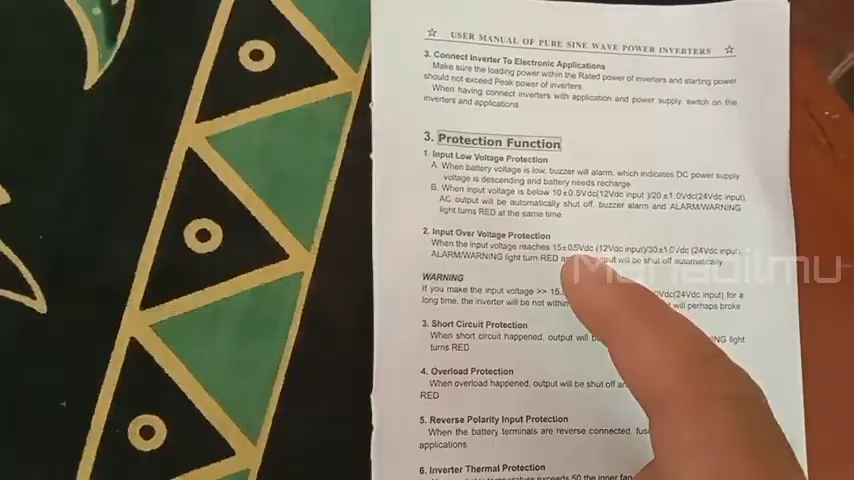 ☆ USER MANUAL OF PURE SINE WAVE POWER INVERTERS ☆
3. Connect Inverter To Electronic Applications
Make sure the loading power within the Rated power of inverters and starting power
should not exceed Peak power of inverters.
When having connect inverters with application and power supply, switch on the
inverters and applications
3. Protection Function
1. Input Low Voltage Protection
A. When battery voltage is low, buzzer will alarm, which indicates DC power supply
voltage is descending and battery needs recharge.
B. When input voltage is below 10±0.5Vdc(12Vdc input)/20±1.0Vdc(24Vdc input),
AC output will be automatically shut off, buzzer alarm and ALARM/WARNING
light turns RED at the same time
2. Input Over Voltage Protection
When the input voltage reaches 15±0.5Vdc (12Vdc input)/30±1.0Vdc (24Vdc input),
ALARM/WARNING light turn RED will be shut off automatically.
WARNING
If you make the input voltage >> 15. Vdc(24Vdc input) for a
long time, the inverter will be not within will perhaps broke
3. Short Circuit Protection
When short circuit happened, output will light
turns RED
4. Overload Protection
When overload happened, output will be shut off
RED
5. Reverse Polarity Input Protection
When the battery terminals are reverse connected,
applications
6. Inverter Thermal Protection
temperature exceeds 50 the inner fan